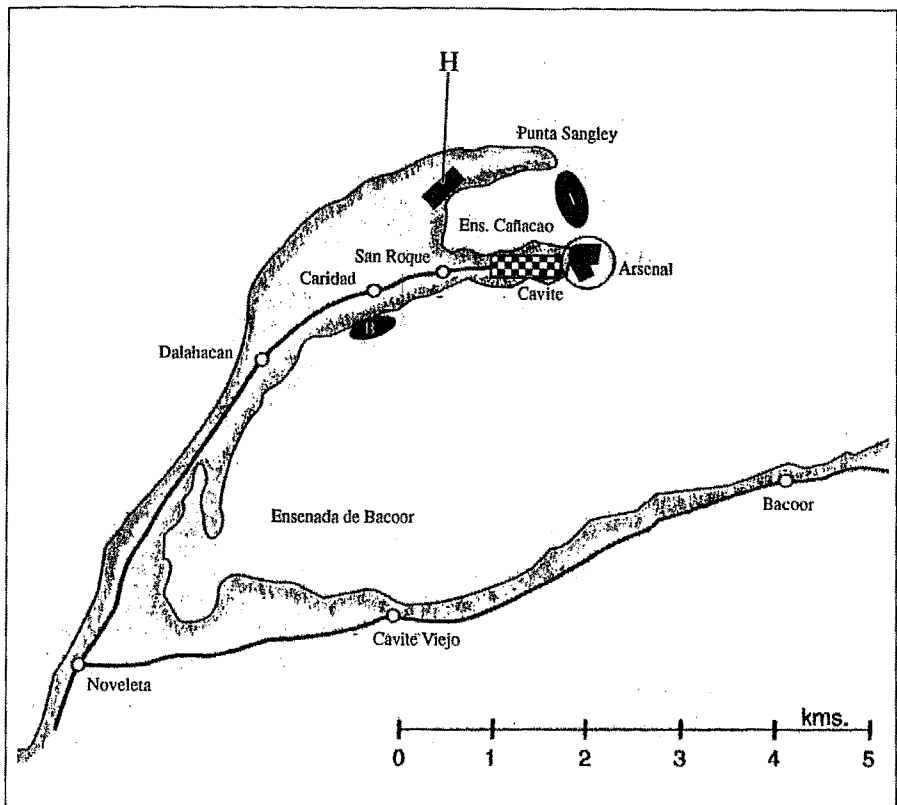 H
Punta Sangley
I
Ens. Cañacao
San Roque
Arsenal
Caridad
Cavite
B
Dalahacan
Bacoor
Ensenada de Bacoor
Cavite Viejo
Noveleta
kms.
0 1 2 3 4 5